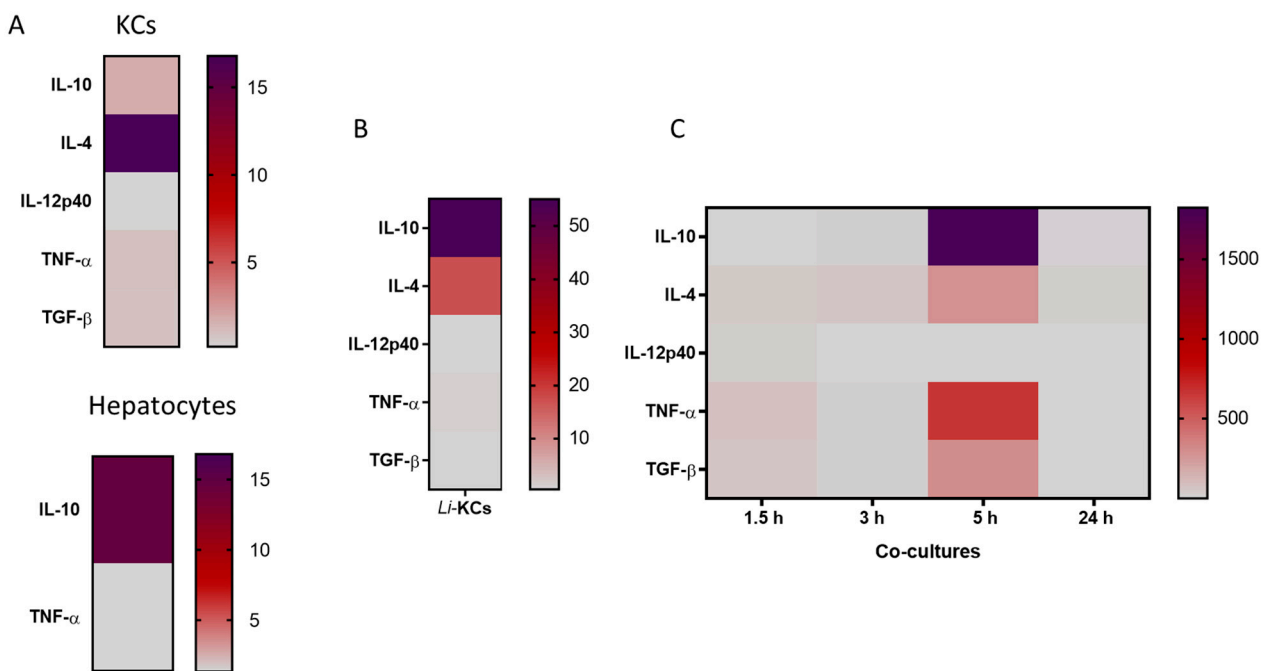 A
KCs
IL-10
IL-4
IL-12p40
TNF-α
TGF-β
15
10
5
Hepatocytes
IL-10
TNF-α
15
10
5
B
IL-10
IL-4
IL-12p40
TNF-α
TGF-β
Li-KCs
50
40
30
20
10
C
IL-10
IL-4
IL-12p40
TNF-α
TGF-β
1.5 h 3 h 5 h 24 h
Co-cultures
1500
1000
500